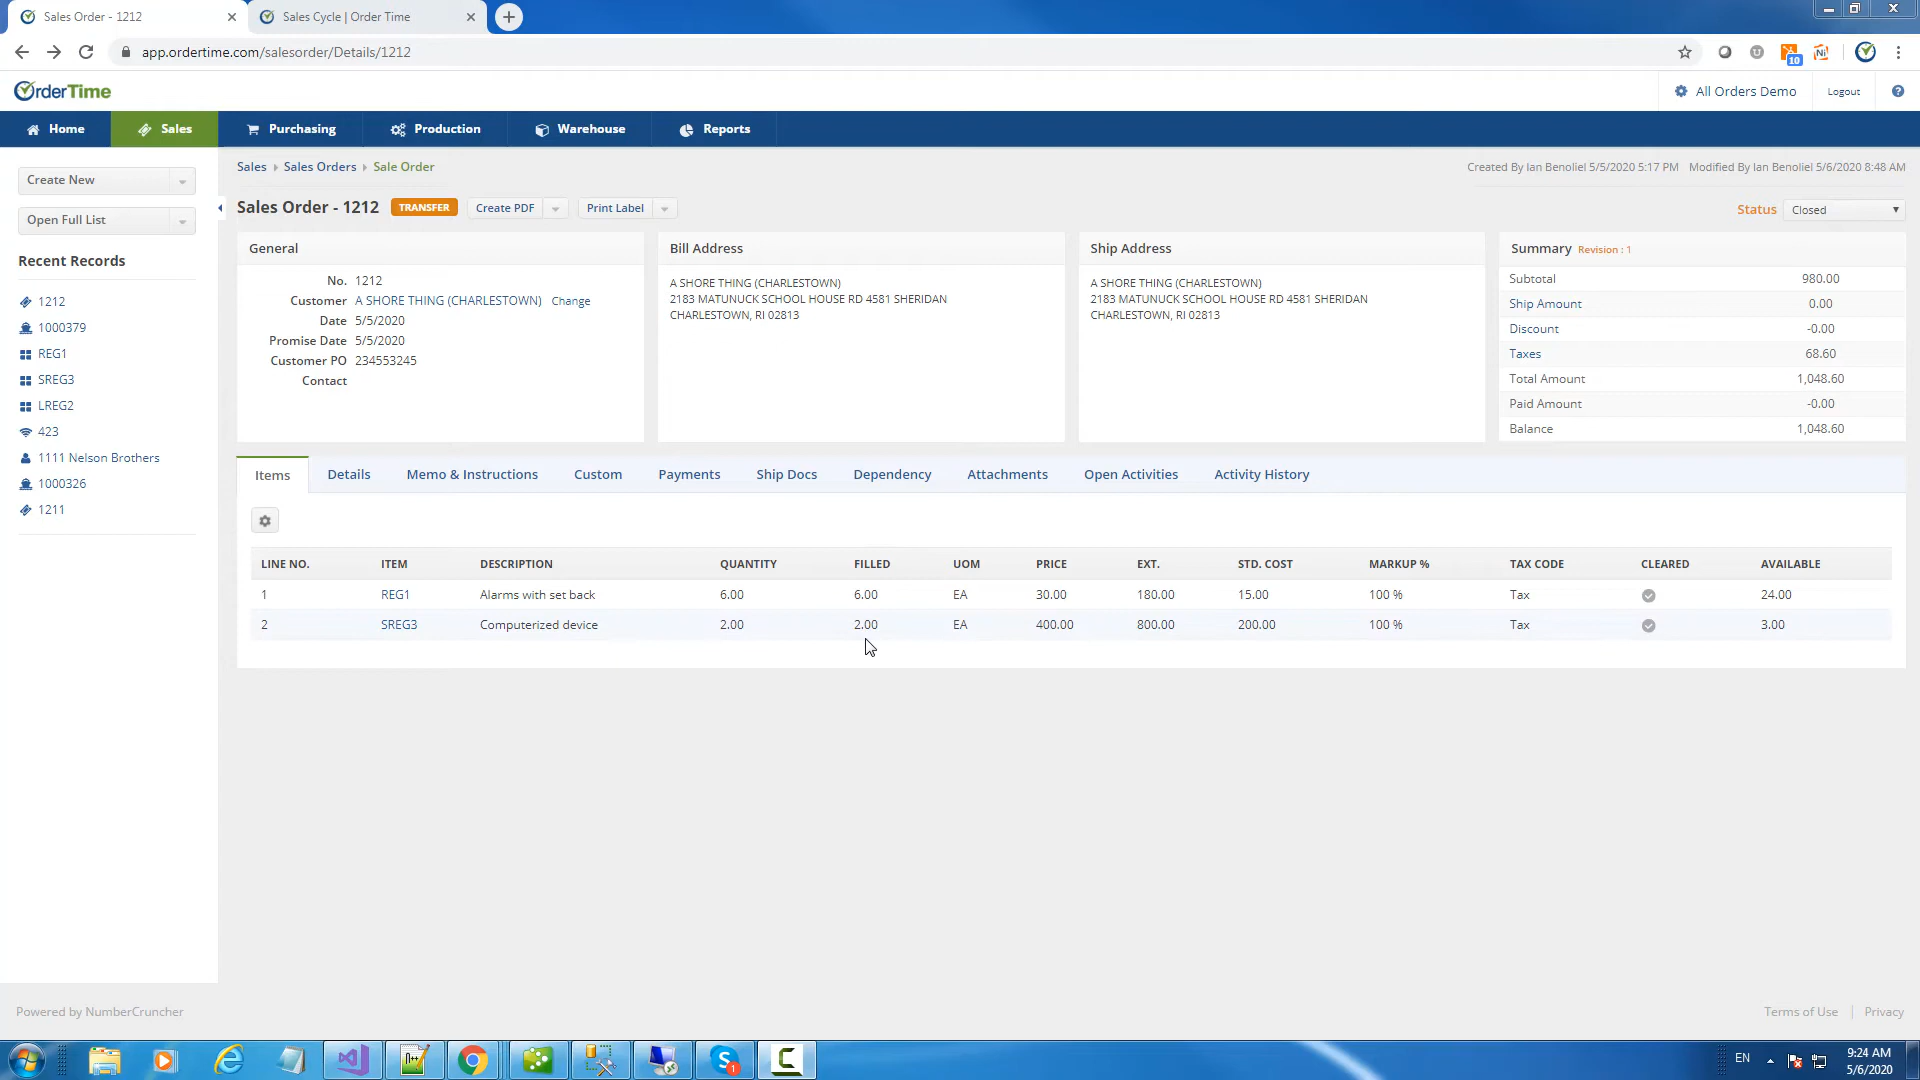 Sales Order - 1212
Sales Cycle | Order Time
app.ordertime.com/salesorder/Details/1212
10
OrderTime
All Orders Demo
Logout
Home
Sales
Purchasing
Production
Warehouse
Reports
Create New
Open Full List
Recent Records
1212
1000379
REG1
SREG3
LREG2
423
1111 Nelson Brothers
1000326
1211
Sales Sales Orders Sale Order
Created By Ian Benoliel 5/5/2020 5:17 PM Modified By Ian Benoliel 5/6/2020 8:48 AM
Sales Order - 1212 TRANSFER Create PDF Print Label
Status Closed
General
No. 1212
Customer A SHORE THING (CHARLESTOWN) Change
Date 5/5/2020
Promise Date 5/5/2020
Customer PO 234553245
Contact
Bill Address
A SHORE THING (CHARLESTOWN)
2183 MATUNUCK SCHOOL HOUSE RD 4581 SHERIDAN
CHARLESTOWN, RI 02813
Ship Address
A SHORE THING (CHARLESTOWN)
2183 MATUNUCK SCHOOL HOUSE RD 4581 SHERIDAN
CHARLESTOWN, RI 02813
Summary Revision : 1
Subtotal 980.00
Ship Amount 0.00
Discount -0.00
Taxes 68.60
Total Amount 1,048.60
Paid Amount -0.00
Balance 1,048.60
Items Details Memo & Instructions Custom Payments Ship Docs Dependency Attachments Open Activities Activity History
LINE NO. ITEM DESCRIPTION QUANTITY FILLED UOM PRICE EXT. STD. COST MARKUP % TAX CODE CLEARED AVAILABLE
1 REG1 Alarms with set back 6.00 6.00 EA 30.00 180.00 15.00 100 % Tax 24.00
2 SREG3 Computerized device 2.00 2.00 EA 400.00 800.00 200.00 100 % Tax 3.00
Powered by NumberCruncher
Terms of Use | Privacy
EN
9:24 AM
5/6/2020